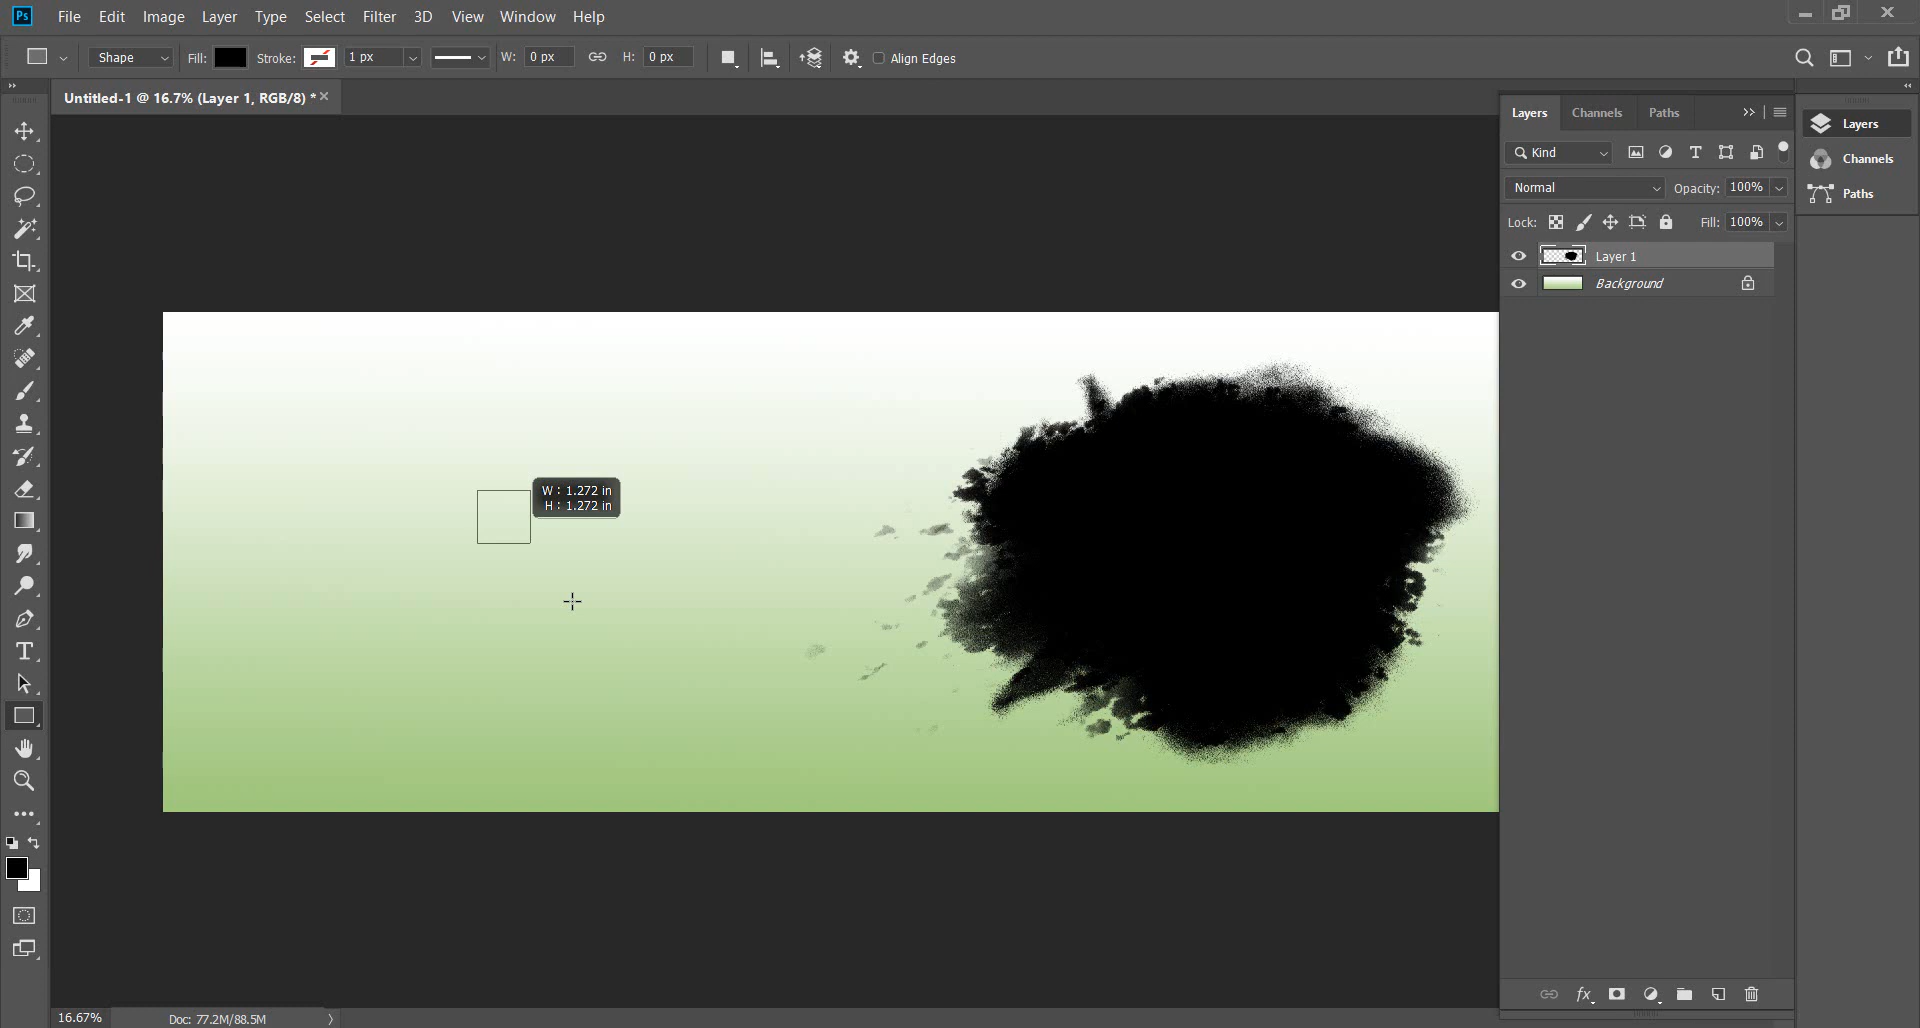 Ps File Edit Image Layer Type Select Filter 3D View Window Help
Shape Fill: Stroke: 1 px W: 0 px H: 0 px Align Edges
Untitled-1 @ 16.7% (Layer 1, RGB/8) *
Layers Channels Paths
Kind
Normal Opacity: 100%
Lock: Fill: 100%
Layer 1
Background
Layers
Channels
Paths
W : 1.272 in
H : 1.272 in
16.67% Doc: 77.2M/88.5M